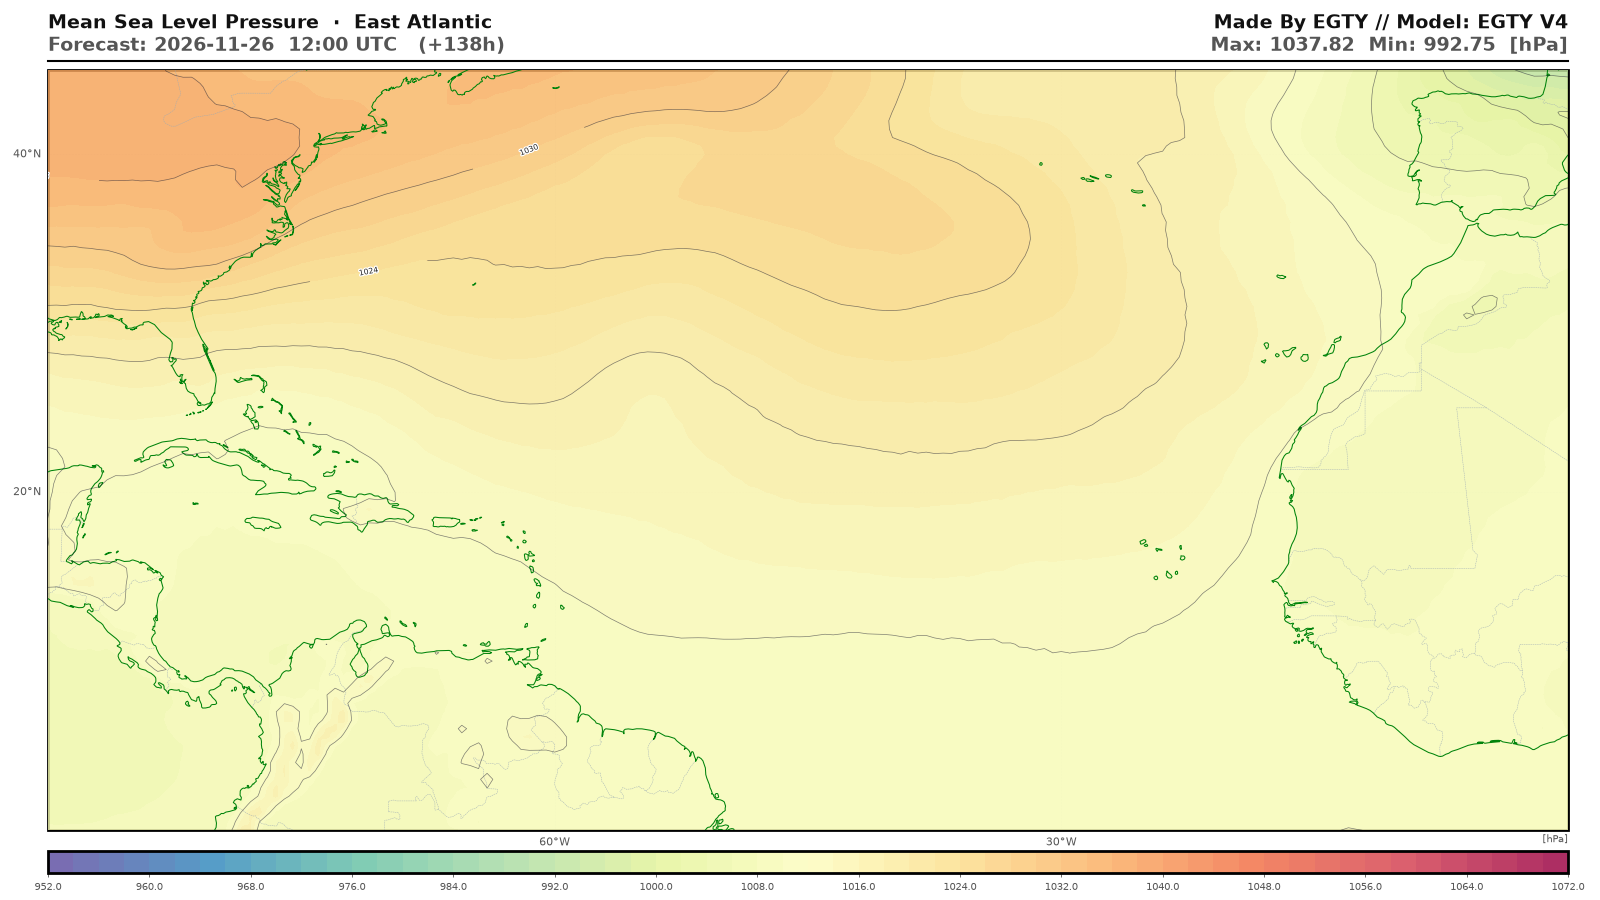 Mean Sea Level Pressure · East Atlantic
Made By EGTY // Model: EGTY V4
Forecast: 2026-11-26 12:00 UTC (+138h)
Max: 1037.82 Min: 992.75 [hPa]
40°N
1030
1024
20°N
60°W
30°W
[hPa]
952.0 960.0 968.0 976.0 984.0 992.0 1000.0 1008.0 1016.0 1024.0 1032.0 1040.0 1048.0 1056.0 1064.0 1072.0